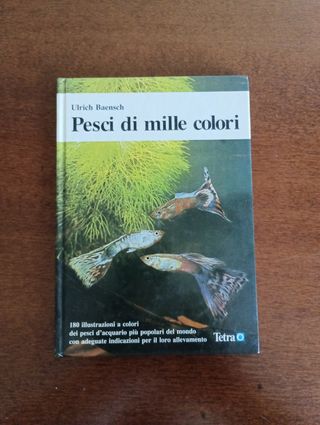 Ulrich Baensch
Pesci di mille colori
180 illustrazioni a colori
dei pesci d'acquario più popolari del mondo
con adeguate indicazioni per il loro allevamento
Tetra